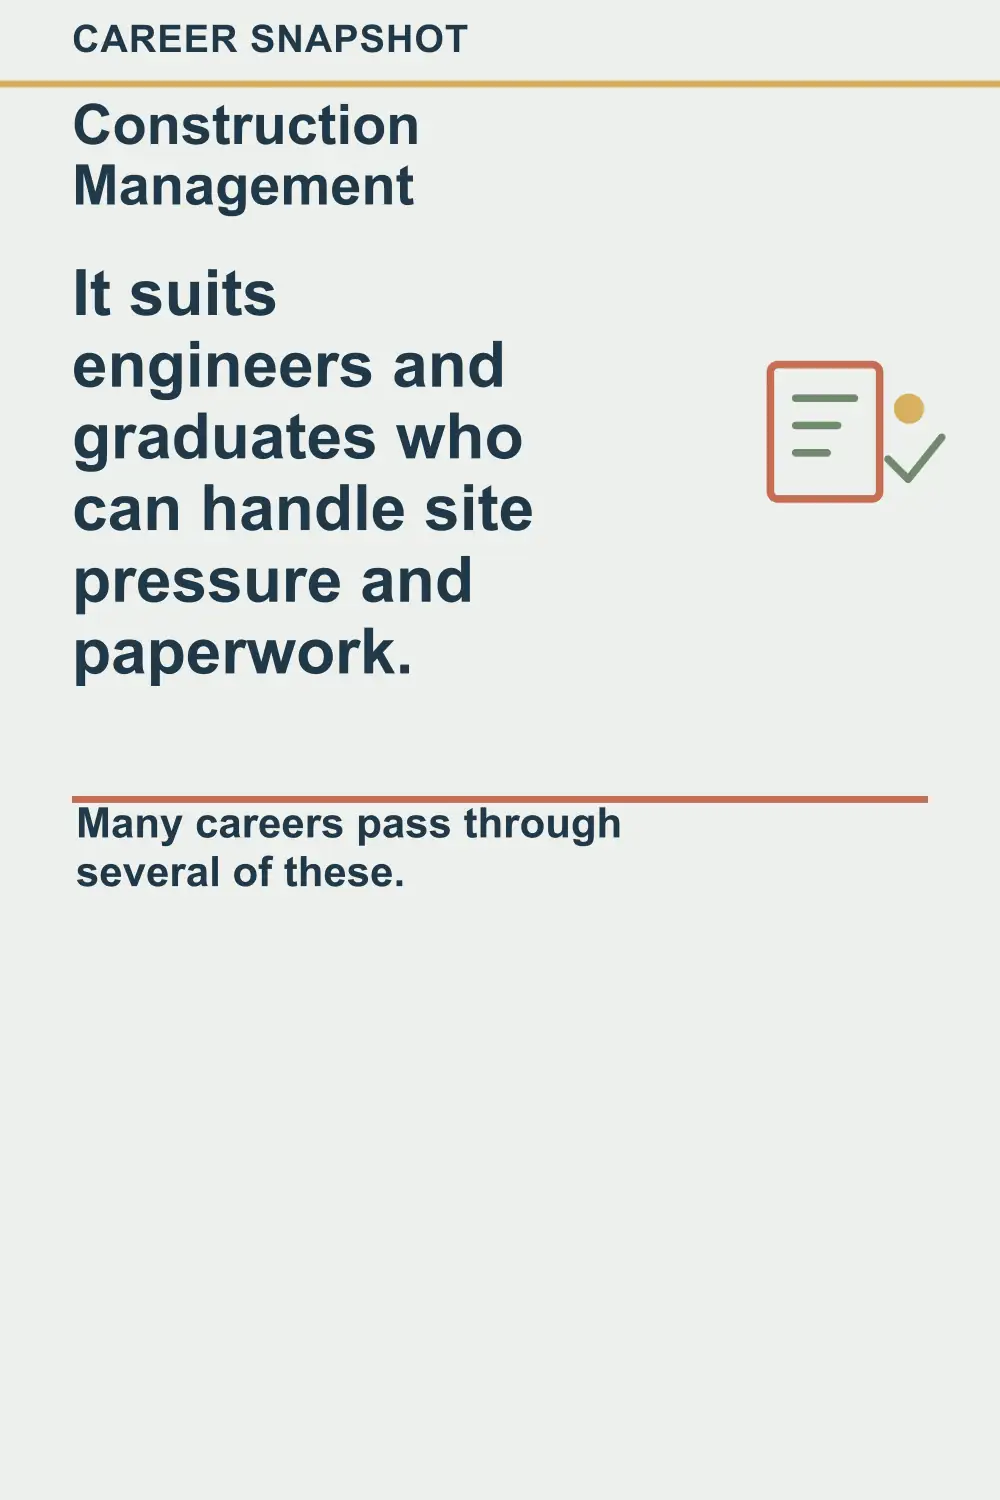 CAREER SNAPSHOT
Construction
Management
It suits
engineers and
graduates who
can handle site
pressure and
paperwork.
Many careers pass through
several of these.